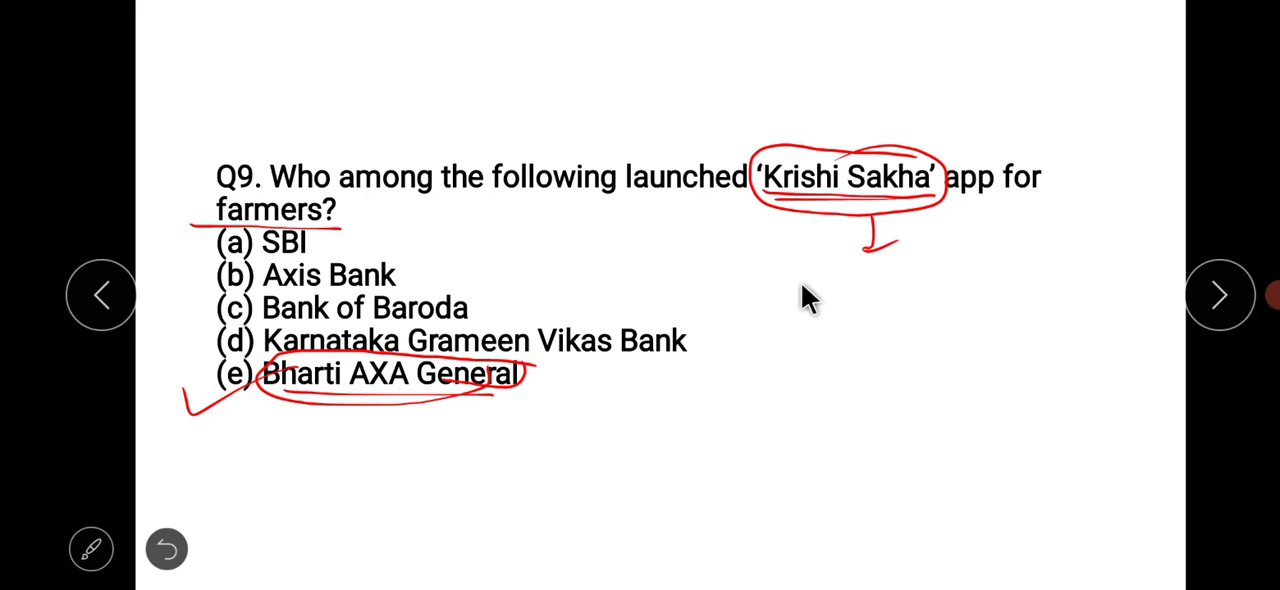 Q9. Who among the following launched ‘Krishi Sakha’ app for
farmers?
(a) SBI
(b) Axis Bank
(c) Bank of Baroda
(d) Karnataka Grameen Vikas Bank
(e) Bharti AXA General